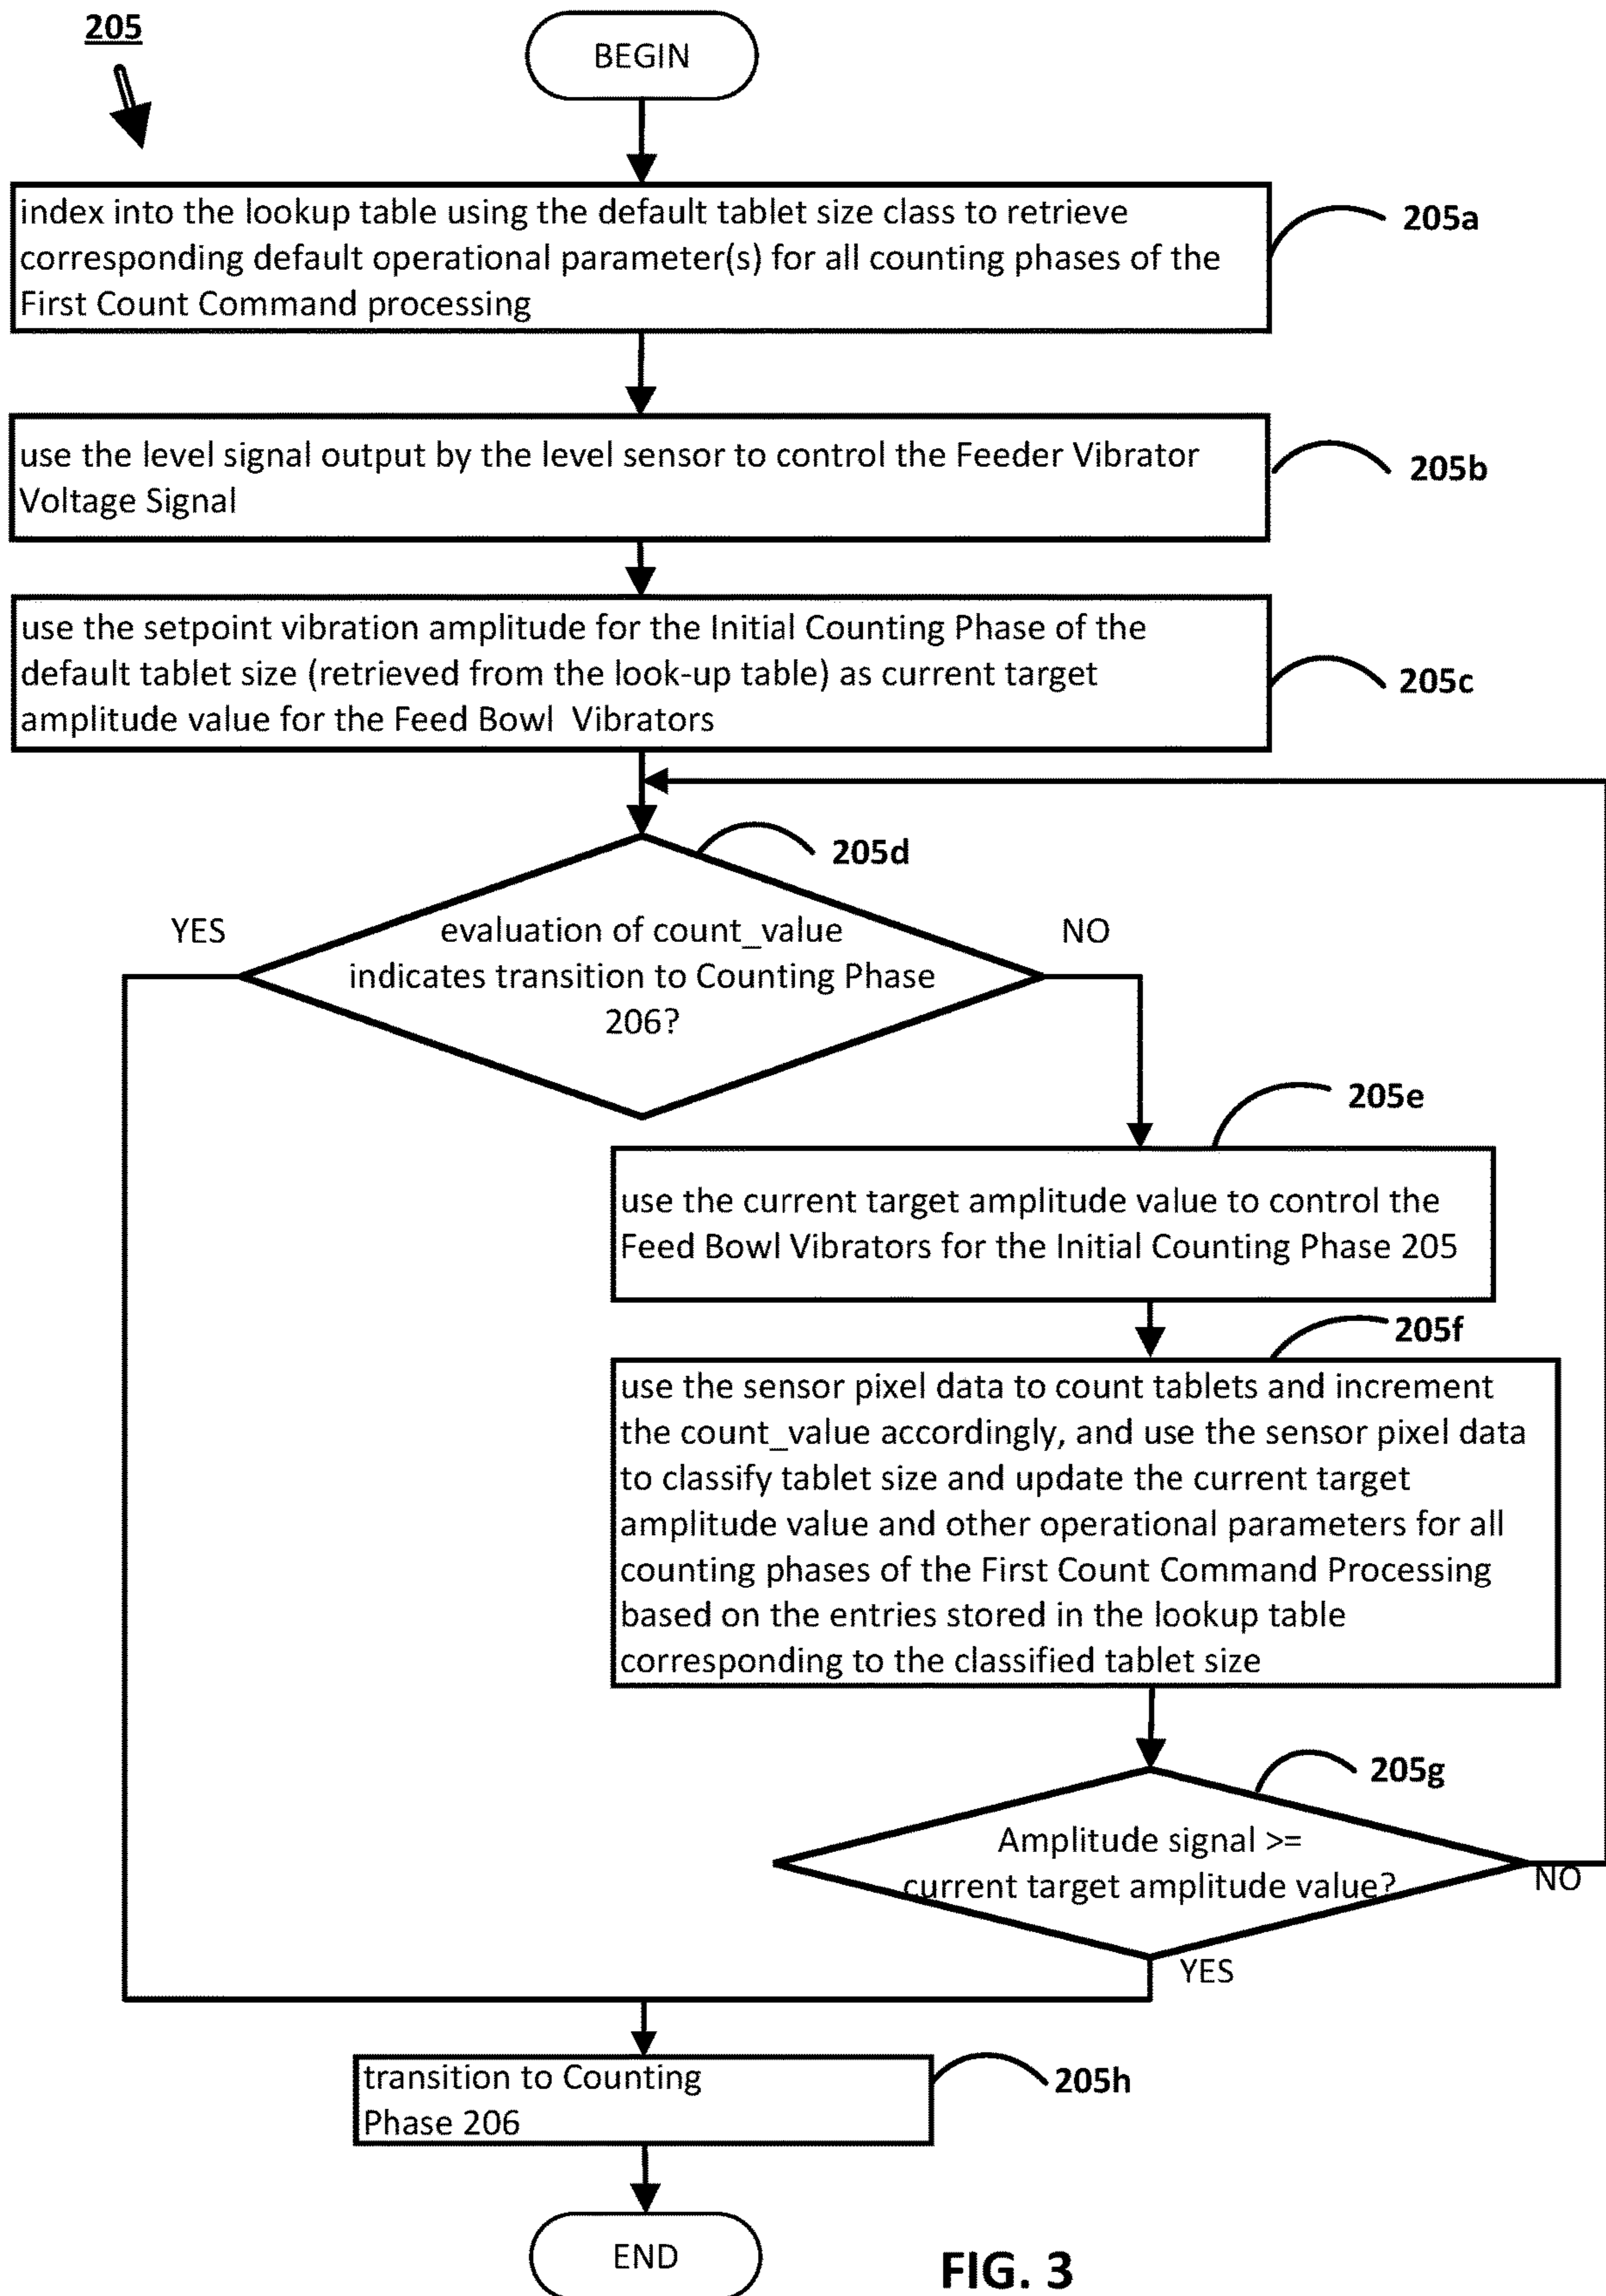 205
BEGIN
index into the lookup table using the default tablet size class to retrieve
corresponding default operational parameter(s) for all counting phases of the
First Count Command processing
205a
use the level signal output by the level sensor to control the Feeder Vibrator
Voltage Signal
205b
use the setpoint vibration amplitude for the Initial Counting Phase of the
default tablet size (retrieved from the look-up table) as current target
amplitude value for the Feed Bowl Vibrators
205c
205d
YES
evaluation of count_value
indicates transition to Counting Phase
206?
NO
205e
use the current target amplitude value to control the
Feed Bowl Vibrators for the Initial Counting Phase 205
205f
use the sensor pixel data to count tablets and increment
the count_value accordingly, and use the sensor pixel data
to classify tablet size and update the current target
amplitude value and other operational parameters for all
counting phases of the First Count Command Processing
based on the entries stored in the lookup table
corresponding to the classified tablet size
205g
Amplitude signal >=
current target amplitude value?
NO
YES
transition to Counting
Phase 206
205h
END
FIG. 3